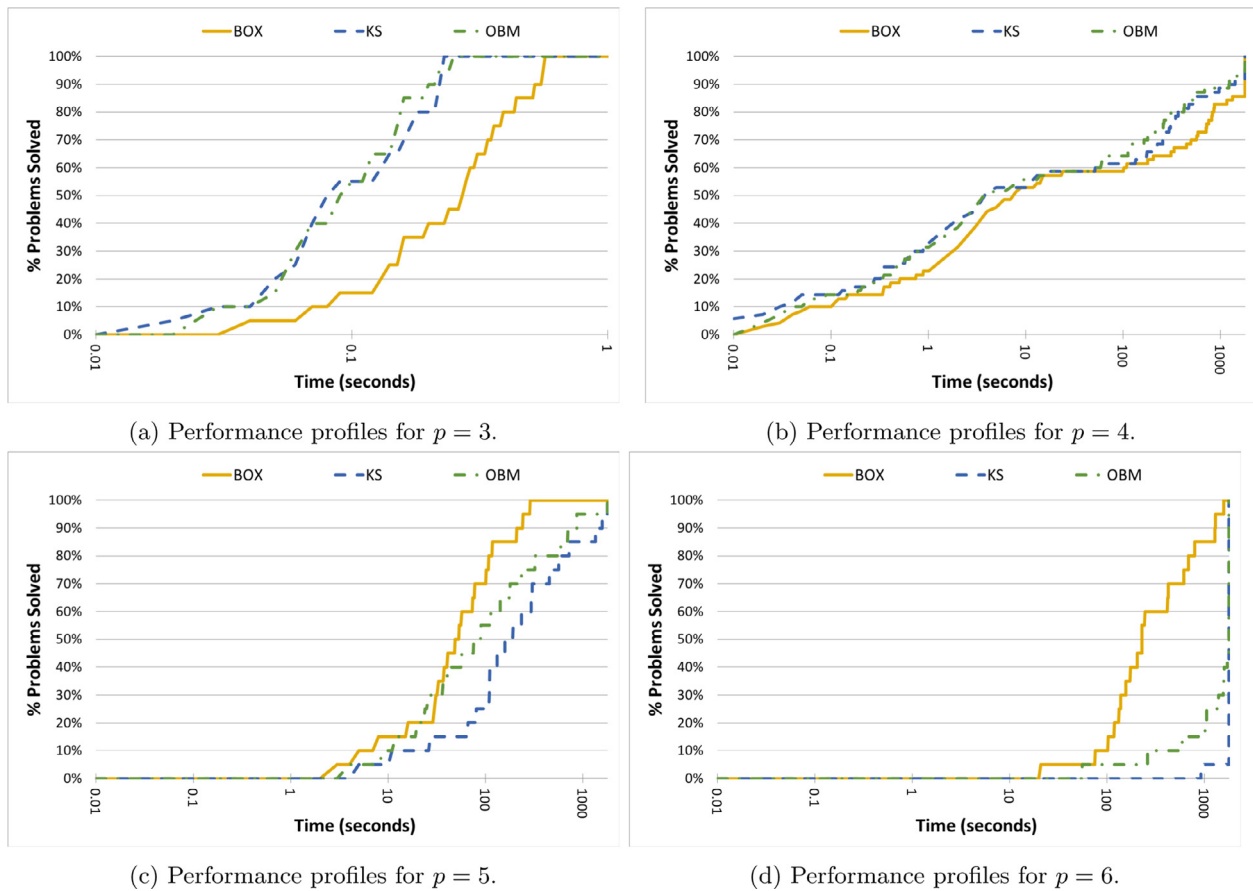 BOX KS OBM
100%
90%
80%
70%
60%
50%
40%
30%
20%
10%
0%
% Problems Solved
0.01 0.1 1
Time (seconds)
(a) Performance profiles for p = 3.
BOX KS OBM
100%
90%
80%
70%
60%
50%
40%
30%
20%
10%
0%
% Problems Solved
0.01 0.1 1 10 100 1000
Time (seconds)
(b) Performance profiles for p = 4.
BOX KS OBM
100%
90%
80%
70%
60%
50%
40%
30%
20%
10%
0%
% Problems Solved
0.01 0.1 1 10 100 1000
Time (seconds)
(c) Performance profiles for p = 5.
BOX KS OBM
100%
90%
80%
70%
60%
50%
40%
30%
20%
10%
0%
% Problems Solved
0.01 0.1 1 10 100 1000
Time (seconds)
(d) Performance profiles for p = 6.